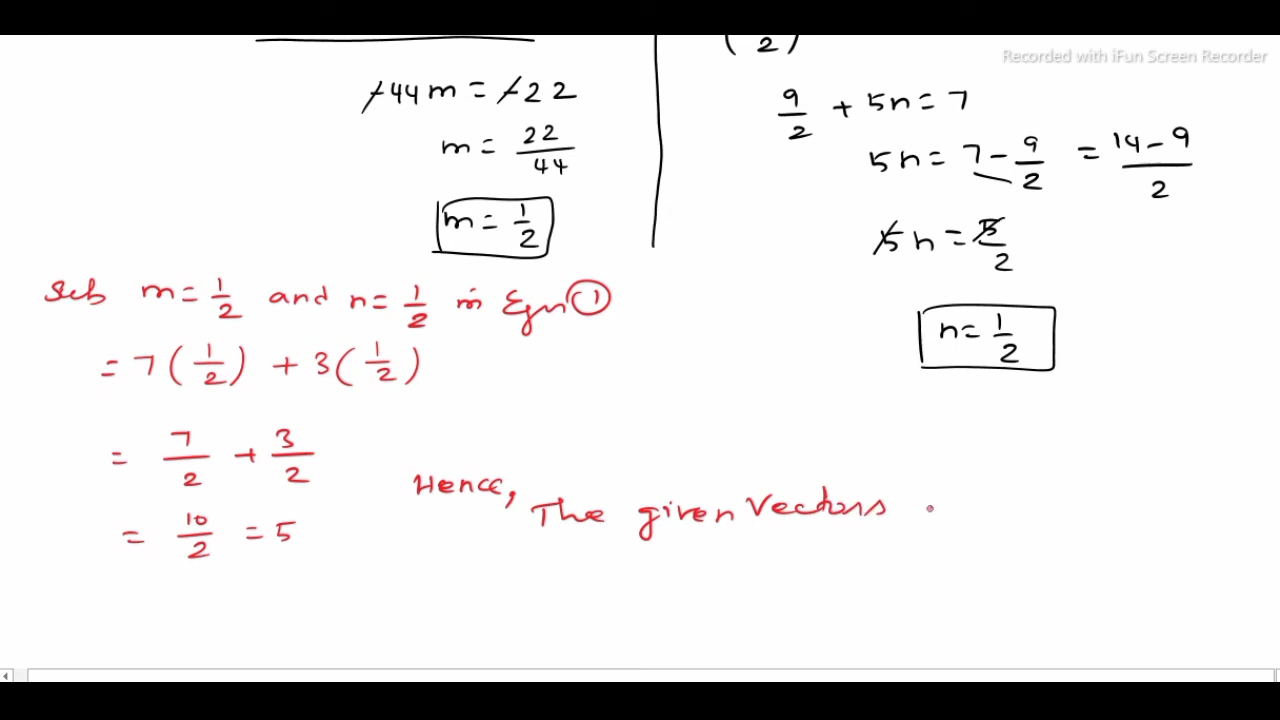 Recorded with iFun Screen Recorder
-44m = -22
m = 22/44
m = 1/2
( 2 )
9/2 + 5n = 7
5n = 7 - 9/2 = 14 - 9 / 2
5n = 5/2
n = 1/2
Sub m = 1/2 and n = 1/2 in Eqn (1)
= 7(1/2) + 3(1/2)
= 7/2 + 3/2
= 10/2 = 5
Hence, The given vectors